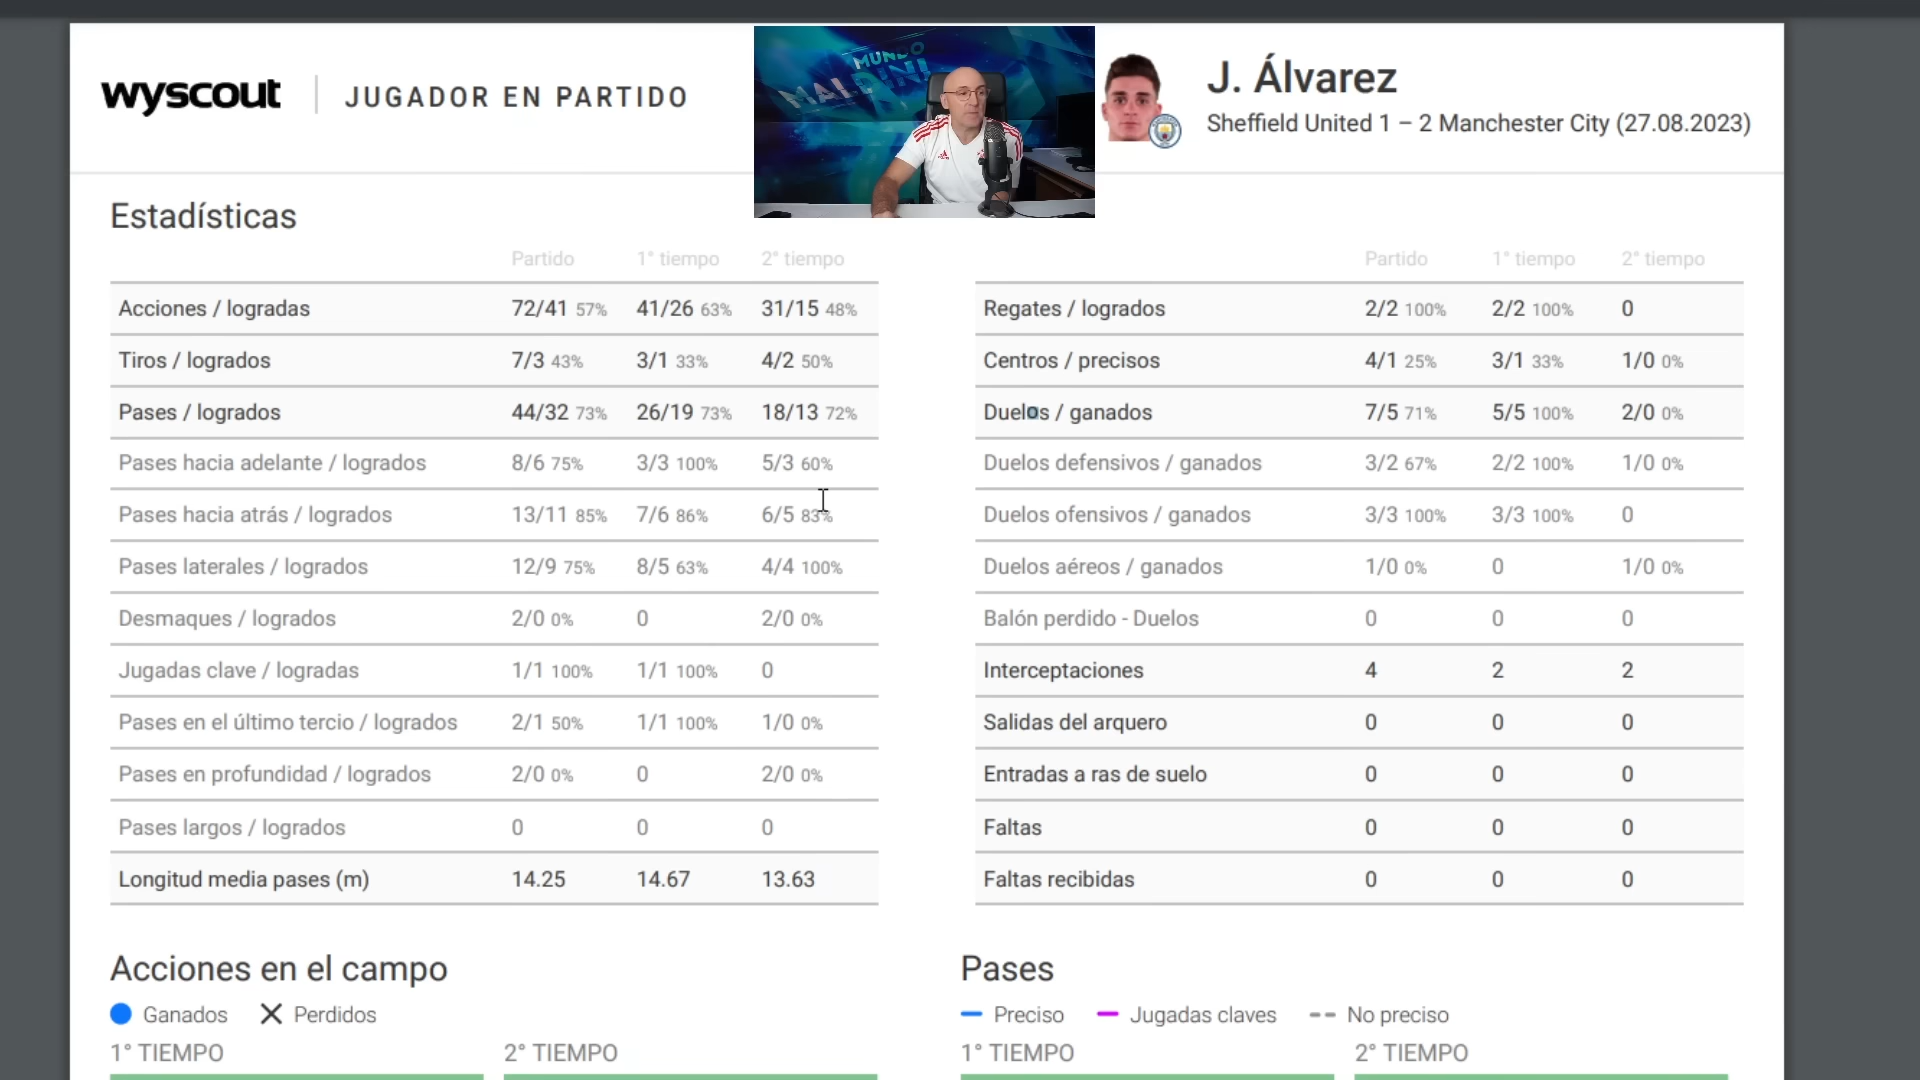 wyscout
JUGADOR EN PARTIDO
MUNDO
MALDINI
J. Álvarez
Sheffield United 1 – 2 Manchester City (27.08.2023)
Estadísticas
Partido 1° tiempo 2° tiempo
Acciones / logradas 72/41 57% 41/26 63% 31/15 48%
Tiros / logrados 7/3 43% 3/1 33% 4/2 50%
Pases / logrados 44/32 73% 26/19 73% 18/13 72%
Pases hacia adelante / logrados 8/6 75% 3/3 100% 5/3 60%
Pases hacia atrás / logrados 13/11 85% 7/6 86% 6/5 83%
Pases laterales / logrados 12/9 75% 8/5 63% 4/4 100%
Desmaques / logrados 2/0 0% 0 2/0 0%
Jugadas clave / logradas 1/1 100% 1/1 100% 0
Pases en el último tercio / logrados 2/1 50% 1/1 100% 1/0 0%
Pases en profundidad / logrados 2/0 0% 0 2/0 0%
Pases largos / logrados 0 0 0
Longitud media pases (m) 14.25 14.67 13.63
Partido 1° tiempo 2° tiempo
Regates / logrados 2/2 100% 2/2 100% 0
Centros / precisos 4/1 25% 3/1 33% 1/0 0%
Duelos / ganados 7/5 71% 5/5 100% 2/0 0%
Duelos defensivos / ganados 3/2 67% 2/2 100% 1/0 0%
Duelos ofensivos / ganados 3/3 100% 3/3 100% 0
Duelos aéreos / ganados 1/0 0% 0 1/0 0%
Balón perdido - Duelos 0 0 0
Interceptaciones 4 2 2
Salidas del arquero 0 0 0
Entradas a ras de suelo 0 0 0
Faltas 0 0 0
Faltas recibidas 0 0 0
Acciones en el campo
Ganados Perdidos
1° TIEMPO 2° TIEMPO
Pases
Preciso Jugadas claves No preciso
1° TIEMPO 2° TIEMPO